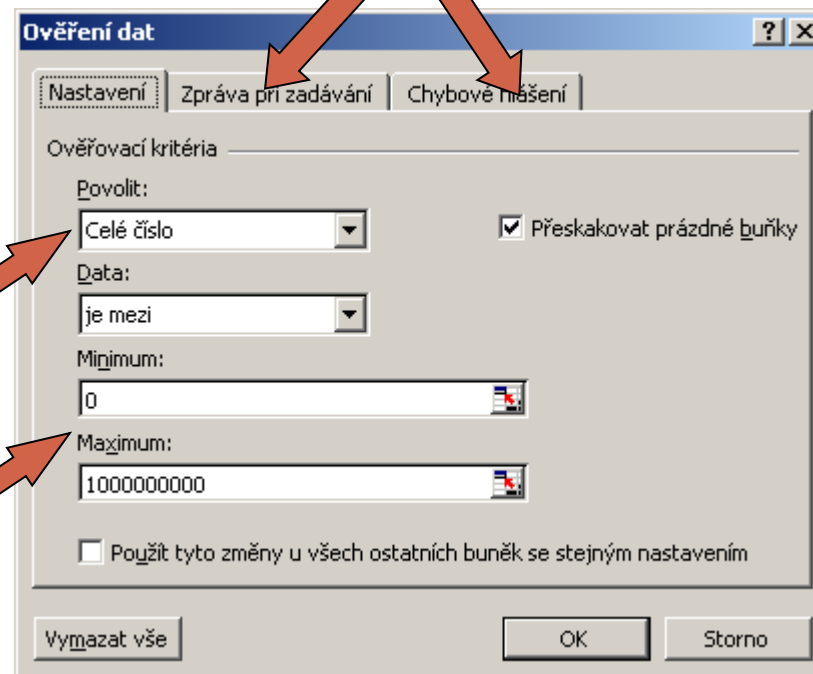 Ověření dat
Nastavení
Zpráva při zadávání
Chybové hlášení
Ověřovací kritéria
Povolit:
Celé číslo
Přeskakovat prázdné buňky
Data:
je mezi
Minimum:
0
Maximum:
1000000000
Použít tyto změny u všech ostatních buněk se stejným nastavením
Vymazat vše
OK
Storno